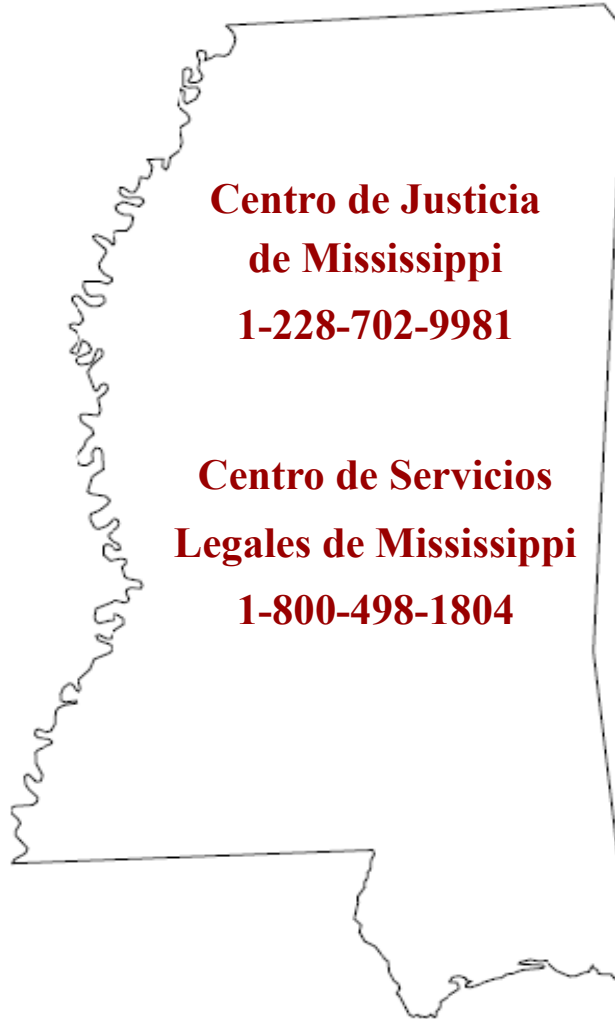 Centro de Justicia
de Mississippi
1-228-702-9981
Centro de Servicios
Legales de Mississippi
1-800-498-1804